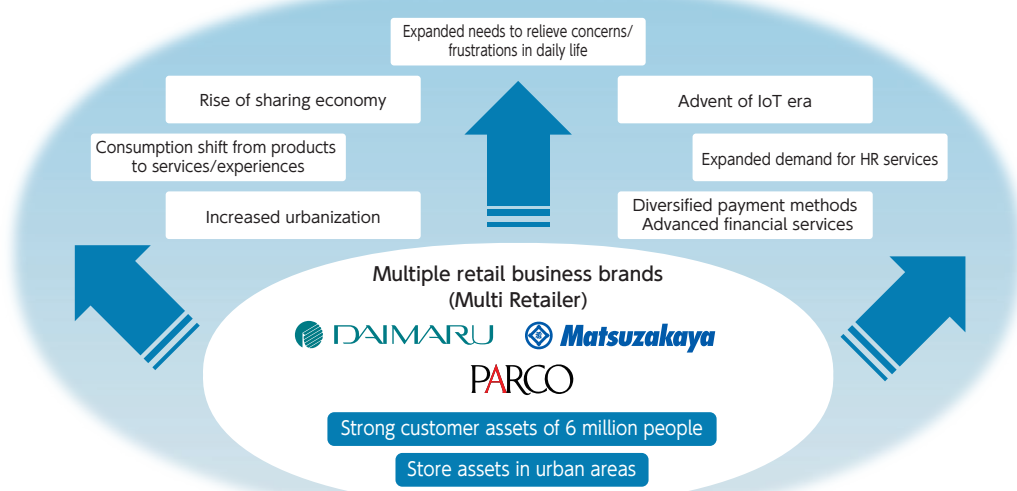 Expanded needs to relieve concerns/
frustrations in daily life
Rise of sharing economy
Advent of IoT era
Consumption shift from products
to services/experiences
Expanded demand for HR services
Increased urbanization
Diversified payment methods
Advanced financial services
Multiple retail business brands
(Multi Retailer)
DAIMARU
Matsuzakaya
PARCO
Strong customer assets of 6 million people
Store assets in urban areas